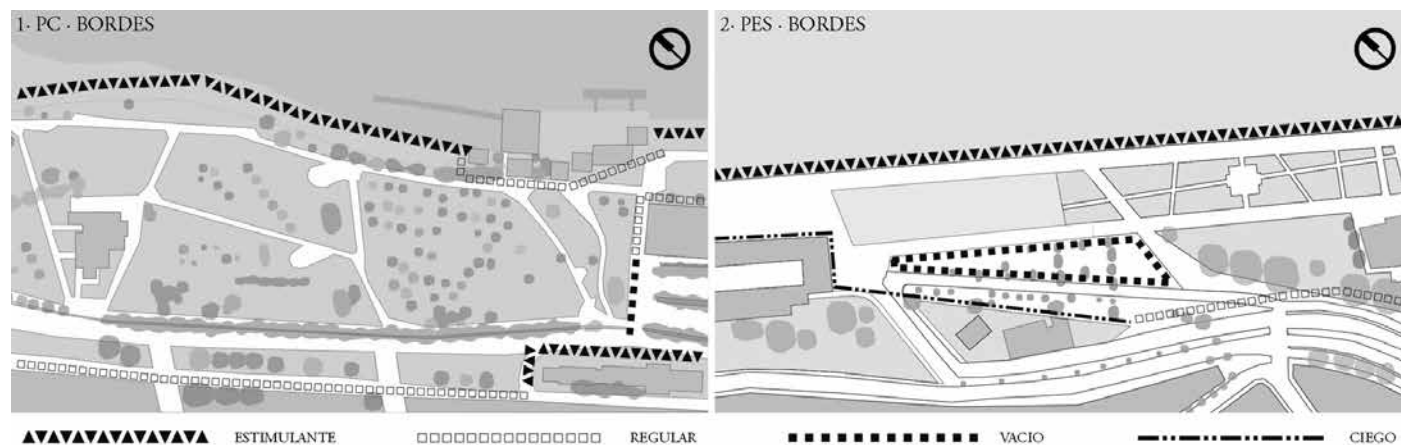 1· PC · BORDES
2· PES · BORDES
ESTIMULANTE
REGULAR
VACIO
CIEGO